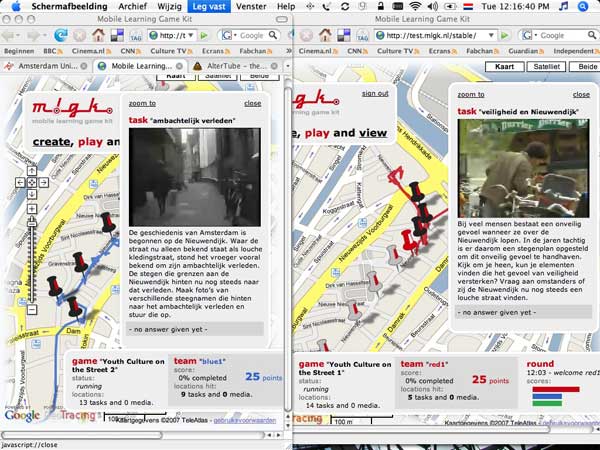 Schermafbeelding Archief Wijzig Leg vast Venster Tue 12:16:40 PM
Mobile Learning Game Kit
http://t
Google
Beginnen BBC Cinema.nl CNN Culture TV Ecrans Fabchan
Amsterdam Uni...
Mobile Learning...
AlterTube – the...
Kaart Satelliet Beide
m.g.k.
mobile learning game kit
create, play and
zoom to close
task "ambachtelijk verleden"
De geschiedenis van Amsterdam is
begonnen op de Nieuwendijk. Waar de
straat nu alleen bekend staat als louche
kledingstraat, stond het vroeger vooral
bekend om zijn ambachtelijk verleden.
De stegen die grenzen aan de
Nieuwendijk hinten nu nog steeds naar
dat verleden. Maak foto's van
verschillende steegnamen die hinten
naar het ambachtelijk verleden en
stuur die op.
- no answer given yet -
Nieuwezijds Voorburgwal
Dirk van Hassel
Sint Nicolaas
Gravenstraat
Dam
game "Youth Culture on
the Street 2"
status:
running
locations:
13 tasks and 0 media.
team "blue1"
score:
0% completed
25 points
locations hit:
9 tasks and 0 media.
POWERED BY
Google
Tracing
100 m
Kaartgegevens ©2007 TeleAtlas - gebruiksvoorwaarden
javascript://close
Mobile Learning Game Kit
http://test.mlgk.nl/stable/
Google
Cinema.nl CNN Culture TV Ecrans Fabchan Guardian Independent
Kaart Satelliet Beide
g.k.
sign out
game kit
play and view
zoom to close
task "veiligheid en Nieuwendijk"
Bij veel mensen bestaat een onveilig
gevoel wanneer ze over de
Nieuwendijk lopen. In de jaren tachtig
is er daarom een stegenplan opgesteld
om dit onveilig gevoel te handhaven.
Kijk om je heen, kun je elementen
vinden die het gevoel van veiligheid
versterken? Vraag aan omstanders of
zij de Nieuwendijk nu nog steeds een
louche straat vinden.
- no answer given yet -
Singel
Koggenstraat
Hendrikkade
Nieuwezijds Voorburgwal
Damrak
game "Youth Culture on
the Street 1"
status:
running
locations:
14 tasks and 0 media.
team "red1"
score:
0% completed
25 points
locations hit:
5 tasks and 0 media.
round
12:03 - welcome red1
scores:
100 m
Kaartgegevens ©2007 TeleAtlas - gebruiksvoorwaarden